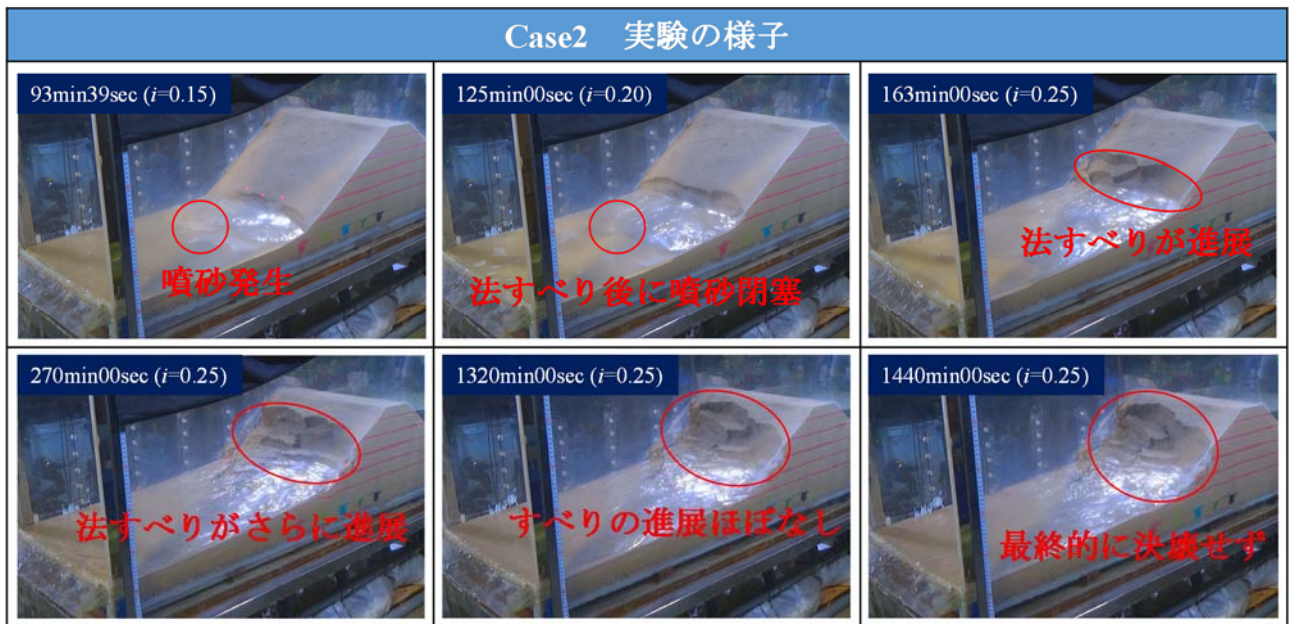 Case2 実験の様子
93min39sec (i=0.15)
噴砂発生
125min00sec (i=0.20)
法すべり後に噴砂閉塞
163min00sec (i=0.25)
法すべりが進展
270min00sec (i=0.25)
法すべりがさらに進展
1320min00sec (i=0.25)
すべりの進展ほぼなし
1440min00sec (i=0.25)
最終的に決壊せず